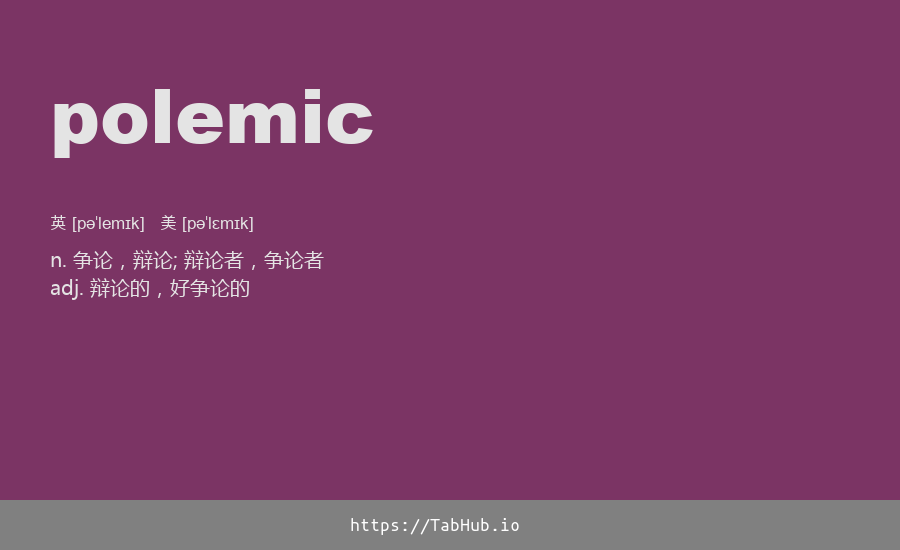 polemic
英 [pə'lemɪk] 美 [pə'lɛmɪk]
n. 争论，辩论; 辩论者，争论者
adj. 辩论的，好争论的
https://TabHub.io